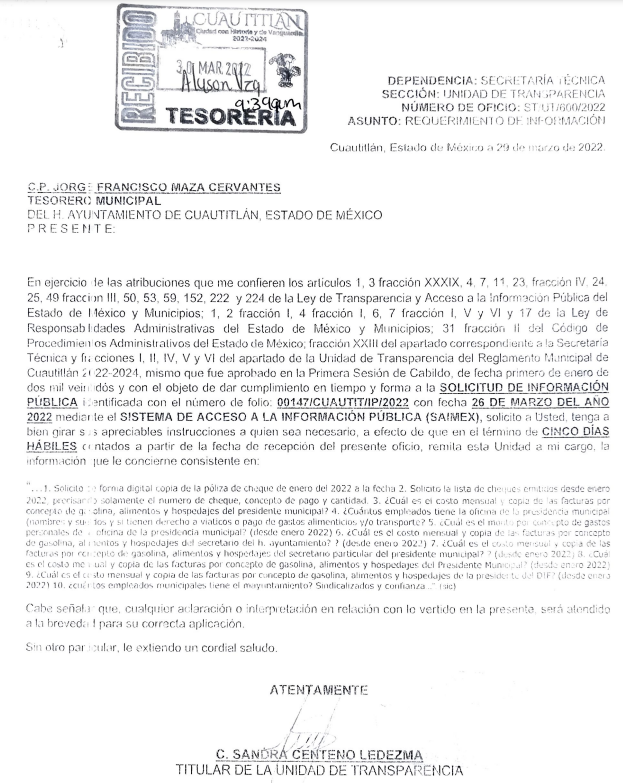 CUAUTITLÁN
Ciudad con Historia y de Vanguardia
2022-2024
RECIBIDO
30 MAR 2022
9:39am
TESORERÍA
DEPENDENCIA: SECRETARÍA TÉCNICA
SECCIÓN: UNIDAD DE TRANSPARENCIA
NÚMERO DE OFICIO: ST/UT/600/2022
ASUNTO: REQUERIMIENTO DE INFORMACIÓN
Cuautitlán, Estado de México a 29 de marzo de 2022.
C.P. JORGE FRANCISCO MAZA CERVANTES
TESORERO MUNICIPAL
DEL H. AYUNTAMIENTO DE CUAUTITLÁN, ESTADO DE MÉXICO
P R E S E N T E:
En ejercicio de las atribuciones que me confieren los artículos 1, 3 fracción XXXIX, 4, 7, 11, 23, fracción IV, 24,
25, 49 fracción III, 50, 53, 59, 152, 222 y 224 de la Ley de Transparencia y Acceso a la Información Pública del
Estado de México y Municipios; 1, 2 fracción I, 4 fracción I, 6, 7 fracción I, V y VI y 17 de la Ley de
Responsabilidades Administrativas del Estado de México y Municipios; 31 fracción II del Código de
Procedimientos Administrativos del Estado de México; fracción XXIII del apartado correspondiente a la Secretaría
Técnica y fracciones I, II, IV, V y VI del apartado de la Unidad de Transparencia del Reglamento Municipal de
Cuautitlán 2022-2024, mismo que fue aprobado en la Primera Sesión de Cabildo, de fecha primero de enero de
dos mil veintidós y con el objeto de dar cumplimiento en tiempo y forma a la SOLICITUD DE INFORMACIÓN
PÚBLICA identificada con el número de folio: 00147/CUAUTIT/IP/2022 con fecha 26 DE MARZO DEL AÑO
2022 mediante el SISTEMA DE ACCESO A LA INFORMACIÓN PÚBLICA (SAIMEX), solicito a Usted, tenga a
bien girar sus apreciables instrucciones a quien sea necesario, a efecto de que en el término de CINCO DÍAS
HÁBILES contados a partir de la fecha de recepción del presente oficio, remita esta Unidad a mi cargo, la
información que le concierne consistente en:
"...1. Solicito de forma digital copia de la póliza de cheque de enero del 2022 a la fecha 2. Solicito la lista de cheques emitidos desde enero
2022, precisando solamente el numero de cheque, concepto de pago y cantidad. 3. ¿Cuál es el costo mensual y copia de las facturas por
concepto de gasolina, alimentos y hospedajes del presidente municipal? 4. ¿Cuántos empleados tiene la oficina de la presidencia municipal
(nombres y sueldos y si tienen derecho a viaticos o pago de gastos alimenticios y/o transporte? 5. ¿Cuál es el monto por concepto de gastos
personales de la oficina de la presidencia municipal? (desde enero 2022) 6. ¿Cuál es el costo mensual y copia de las facturas por concepto
de gasolina, alimentos y hospedajes del secretario del h. ayuntamiento? ? (desde enero 2022) 7. ¿Cuál es el costo mensual y copia de las
facturas por concepto de gasolina, alimentos y hospedajes del secretario particular del presidente municipal? ? (desde enero 2022) 8. ¿Cuál
es el costo mensual y copia de las facturas por concepto de gasolina, alimentos y hospedajes del Presidente Municipal? (desde enero 2022)
9. ¿Cuál es el costo mensual y copia de las facturas por concepto de gasolina, alimentos y hospedajes de la presidente del DIF? (desde enero
2022) 10. ¿cuántos empleados municipales tiene el mayuntamiento? Sindicalizados y confianza..." (sic)
Cabe señalar que, cualquier aclaración o interpretación en relación con lo vertido en la presente, será atendido
a la brevedad para su correcta aplicación.
Sin otro particular, le extiendo un cordial saludo.
ATENTAMENTE
C. SANDRA CENTENO LEDEZMA
TITULAR DE LA UNIDAD DE TRANSPARENCIA